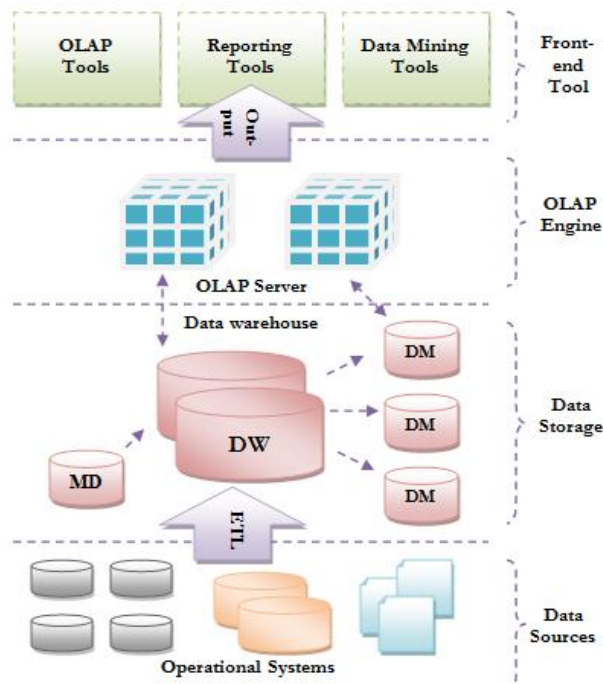 OLAP
Tools
Reporting
Tools
Data Mining
Tools
Front-
end
Tool
Out-
put
OLAP
Engine
OLAP Server
Data warehouse
DM
DW
DM
MD
DM
Data
Storage
ETL
Operational Systems
Data
Sources